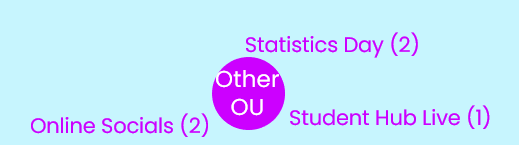 Statistics Day (2)
Other
OU
Student Hub Live (1)
Online Socials (2)